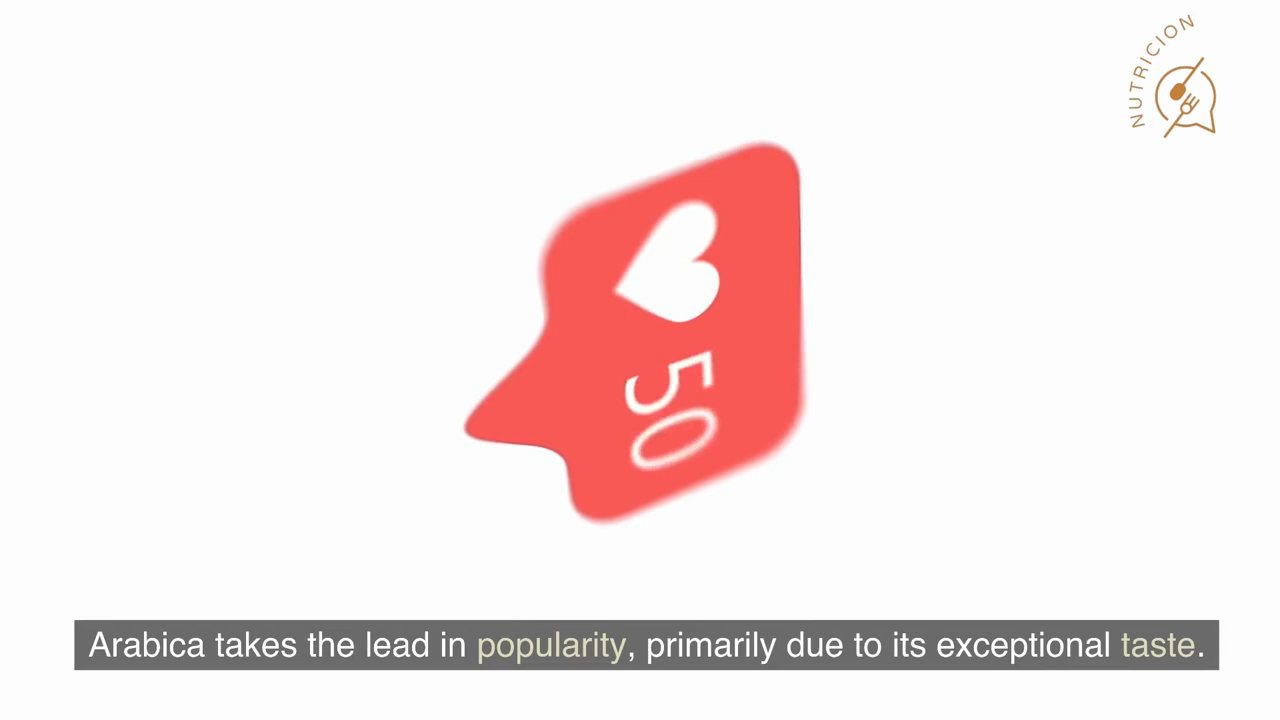 NUTRICION
50
Arabica takes the lead in popularity, primarily due to its exceptional taste.